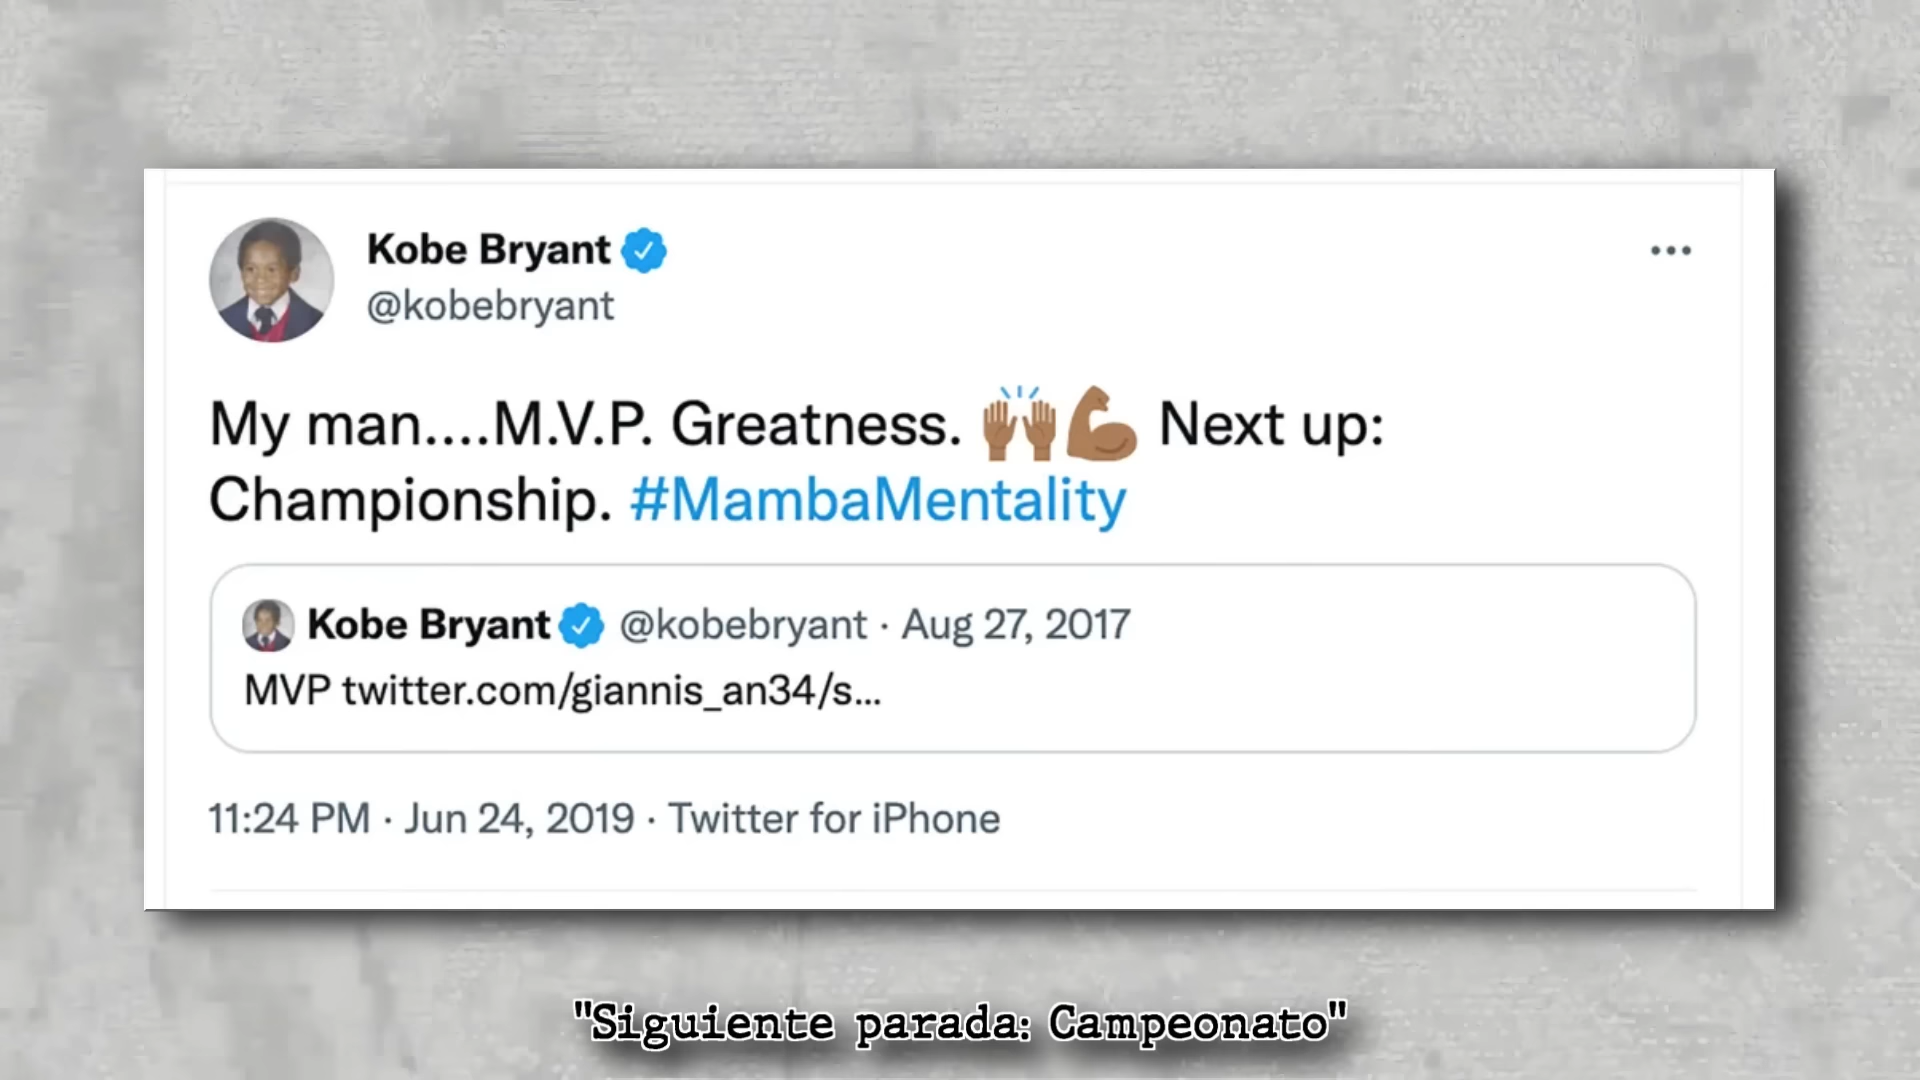 Kobe Bryant
@kobebryant
My man....M.V.P. Greatness. 🙌🏾💪🏾 Next up:
Championship. #MambaMentality
Kobe Bryant @kobebryant · Aug 27, 2017
MVP twitter.com/giannis_an34/s...
11:24 PM · Jun 24, 2019 · Twitter for iPhone
"Siguiente parada: Campeonato"